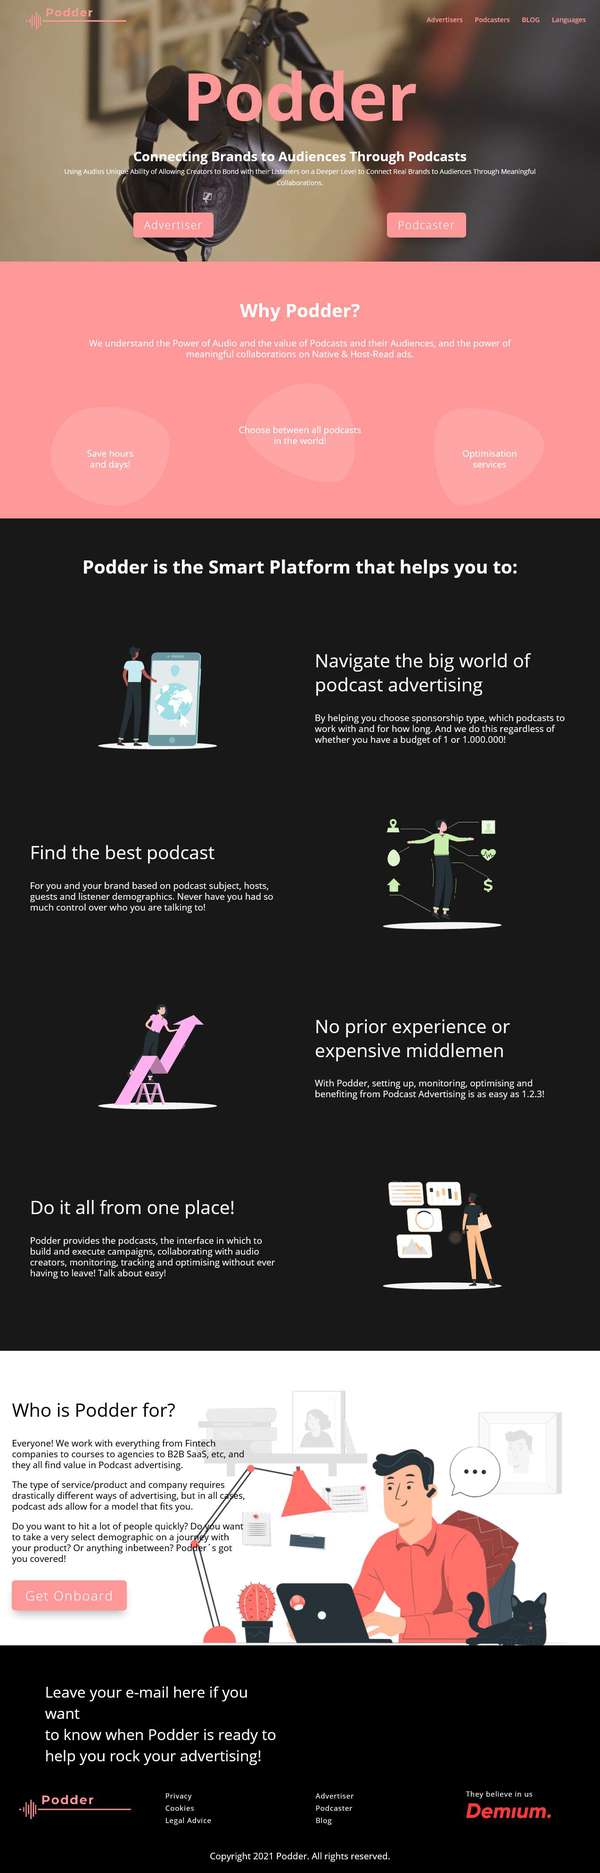 Podder
Advertisers Podcasters BLOG Languages
Podder
Connecting Brands to Audiences Through Podcasts
Using Audios Unique Ability of Allowing Creators to Bond with their Listeners on a Deeper Level to Connect Real Brands to Audiences Through Meaningful
Collaborations.
Advertiser
Podcaster
Why Podder?
We understand the Power of Audio and the value of Podcasts and their Audiences, and the power of
meaningful collaborations on Native & Host-Read ads.
Save hours
and days!
Choose between all podcasts
in the world!
Optimisation
services
Podder is the Smart Platform that helps you to:
Navigate the big world of
podcast advertising
By helping you choose sponsorship type, which podcasts to
work with and for how long. And we do this regardless of
whether you have a budget of 1 or 1.000.000!
Find the best podcast
For you and your brand based on podcast subject, hosts,
guests and listener demographics. Never have you had so
much control over who you are talking to!
$
No prior experience or
expensive middlemen
With Podder, setting up, monitoring, optimising and
benefiting from Podcast Advertising is as easy as 1.2.3!
Do it all from one place!
Podder provides the podcasts, the interface in which to
build and execute campaigns, collaborating with audio
creators, monitoring, tracking and optimising without ever
having to leave! Talk about easy!
Who is Podder for?
Everyone! We work with everything from Fintech
companies to courses to agencies to B2B SaaS, etc, and
they all find value in Podcast advertising.
The type of service/product and company requires
drastically different ways of advertising, but in all cases,
podcast ads allow for a model that fits you.
Do you want to hit a lot of people quickly? Do you want
to take a very select demographic on a journey with
your product? Or anything inbetween? Podder´s got
you covered!
Get Onboard
Leave your e-mail here if you
want
to know when Podder is ready to
help you rock your advertising!
Podder
Privacy
Cookies
Legal Advice
Advertiser
Podcaster
Blog
They believe in us
Demium.
Copyright 2021 Podder. All rights reserved.